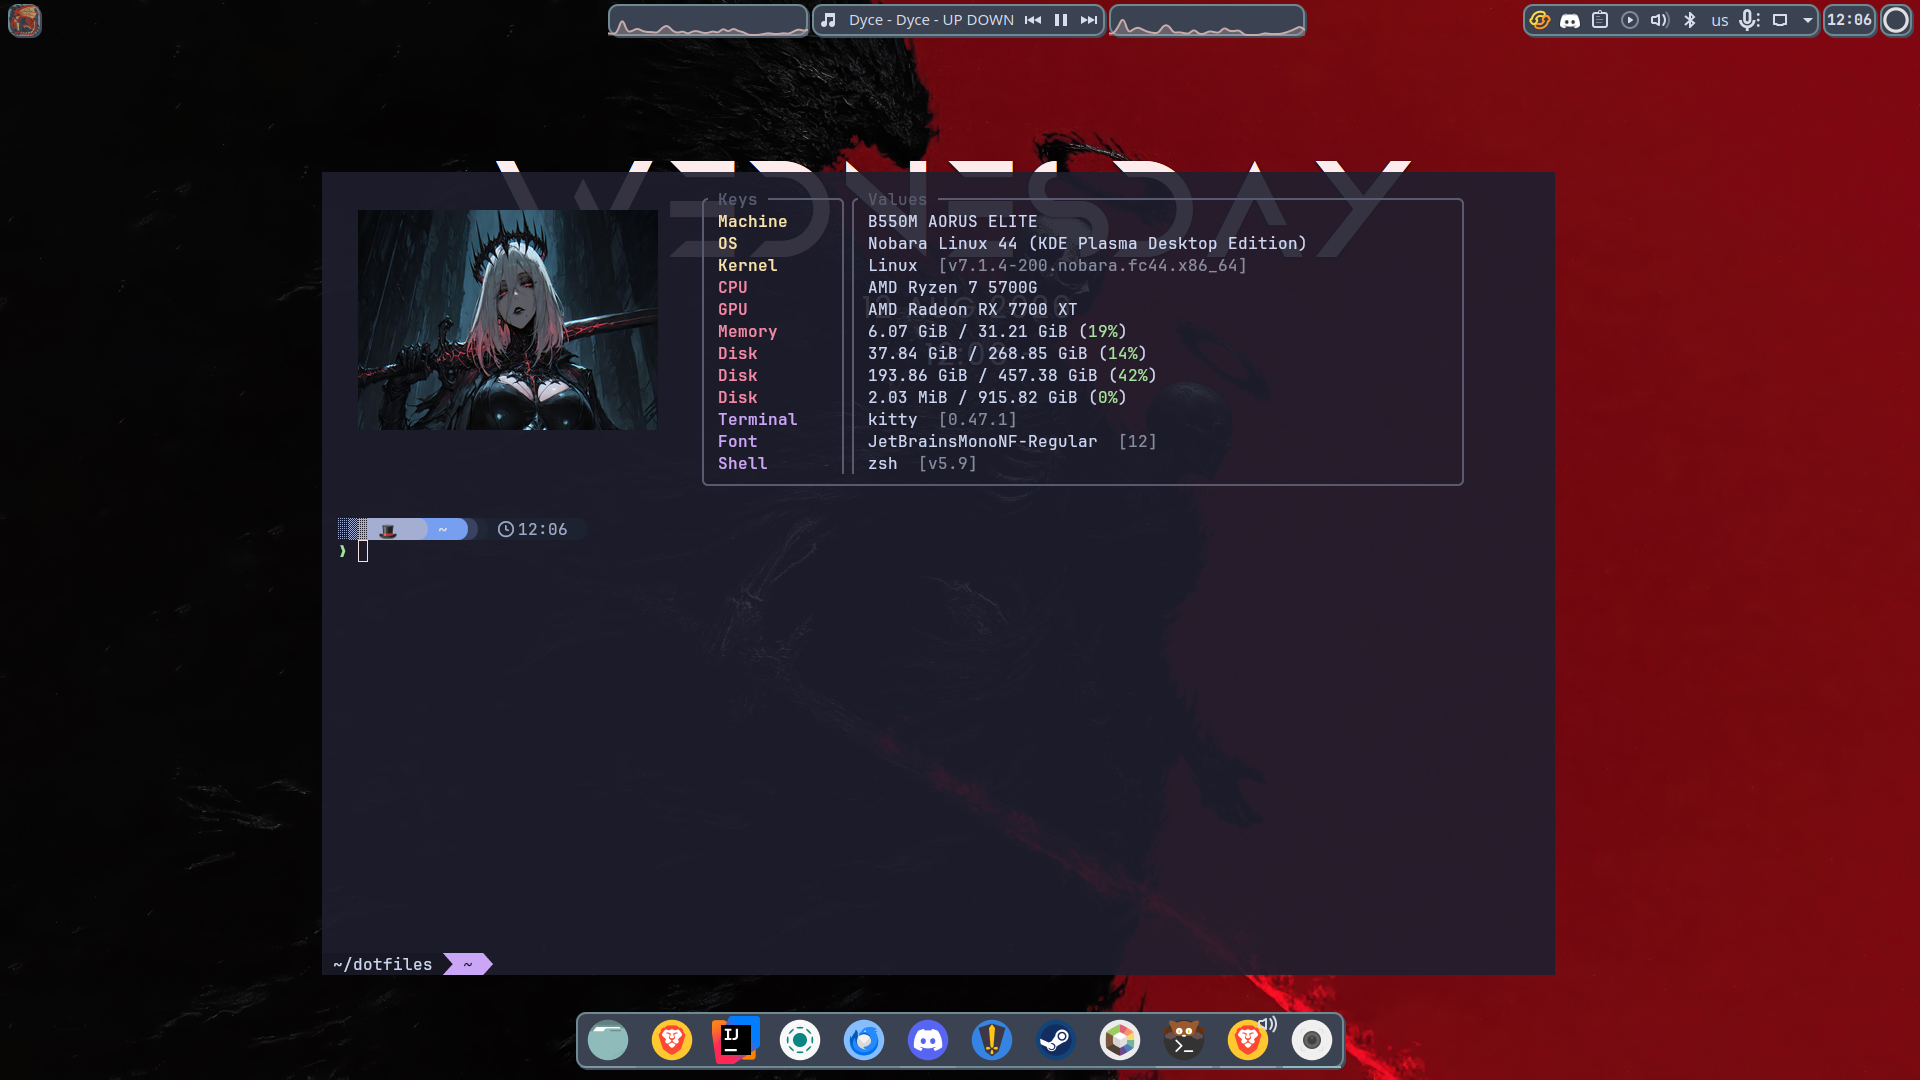 Dyce - Dyce - UP DOWN
us
12:06
WEDNESDAY
Keys
Values
Machine B550M AORUS ELITE
OS Nobara Linux 44 (KDE Plasma Desktop Edition)
Kernel Linux [v7.1.4-200.nobara.fc44.x86_64]
CPU AMD Ryzen 7 5700G
GPU AMD Radeon RX 7700 XT
Memory 6.07 GiB / 31.21 GiB (19%)
Disk 37.84 GiB / 268.85 GiB (14%)
Disk 193.86 GiB / 457.38 GiB (42%)
Disk 2.03 MiB / 915.82 GiB (0%)
Terminal kitty [0.47.1]
Font JetBrainsMonoNF-Regular [12]
Shell zsh [v5.9]
~ 12:06
❯
~/dotfiles ~
IJ